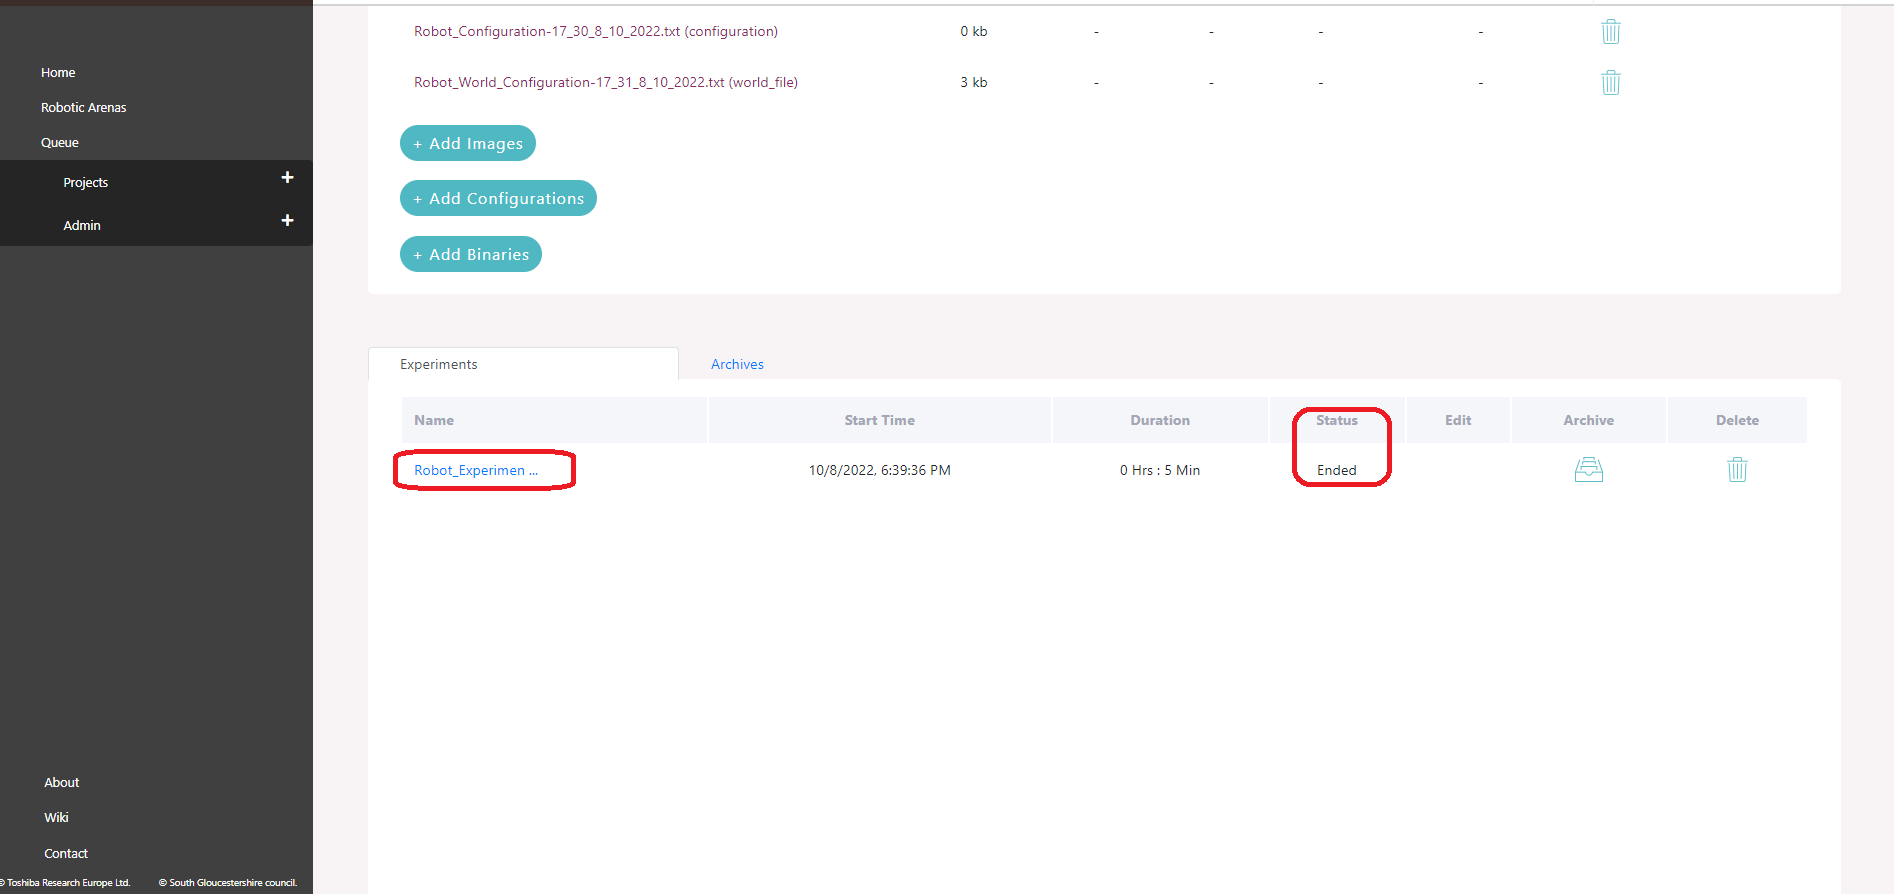 Home
Robotic Arenas
Queue
Projects +
Admin +
About
Wiki
Contact
© Toshiba Research Europe Ltd. © South Gloucestershire council.
Robot_Configuration-17_30_8_10_2022.txt (configuration) 0 kb - - - -
Robot_World_Configuration-17_31_8_10_2022.txt (world_file) 3 kb - - - -
+ Add Images
+ Add Configurations
+ Add Binaries
Experiments Archives
Name Start Time Duration Status Edit Archive Delete
Robot_Experimen ... 10/8/2022, 6:39:36 PM 0 Hrs : 5 Min Ended